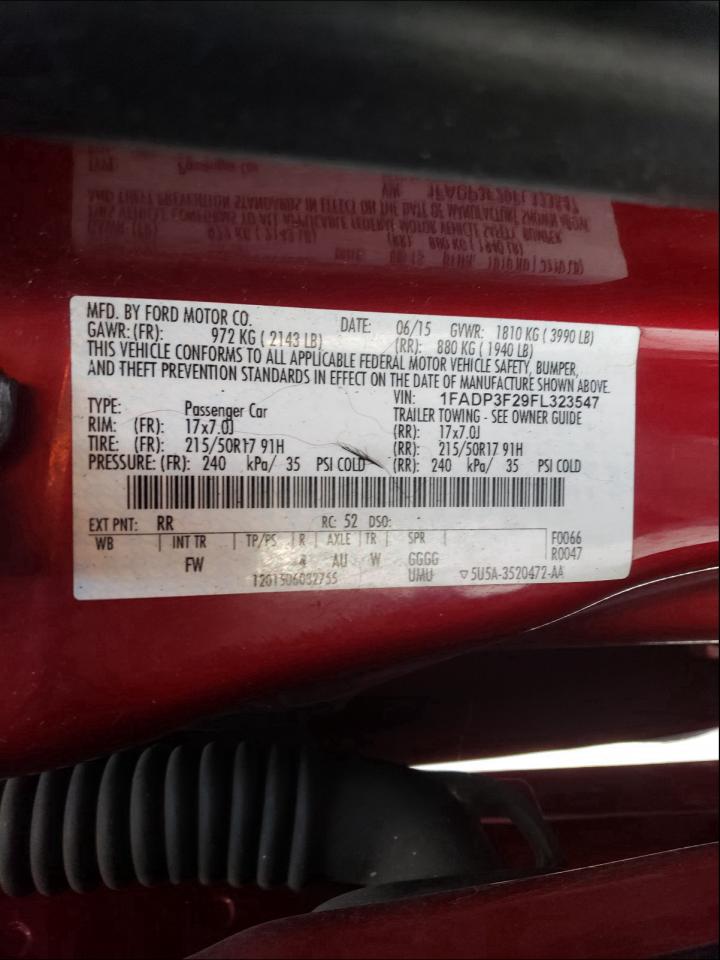 MFD. BY FORD MOTOR CO. DATE: 06/15 GVWR: 1810 KG ( 3990 LB)
GAWR: (FR): 972 KG ( 2143 LB) (RR): 880 KG ( 1940 LB)
THIS VEHICLE CONFORMS TO ALL APPLICABLE FEDERAL MOTOR VEHICLE SAFETY, BUMPER,
AND THEFT PREVENTION STANDARDS IN EFFECT ON THE DATE OF MANUFACTURE SHOWN ABOVE.
VIN: 1FADP3F29FL323547
TYPE: Passenger Car TRAILER TOWING - SEE OWNER GUIDE
RIM: (FR): 17x7.0J (RR): 17x7.0J
TIRE: (FR): 215/50R17 91H (RR): 215/50R17 91H
PRESSURE: (FR): 240 kPa/ 35 PSI COLD (RR): 240 kPa/ 35 PSI COLD
EXT PNT: RR RC: 52 DSO:
WB INT TR TP/PS R AXLE TR SPR F0066
FW AU W GGGG R0047
1201506032755 UMU ▽5U5A-3520472-AA